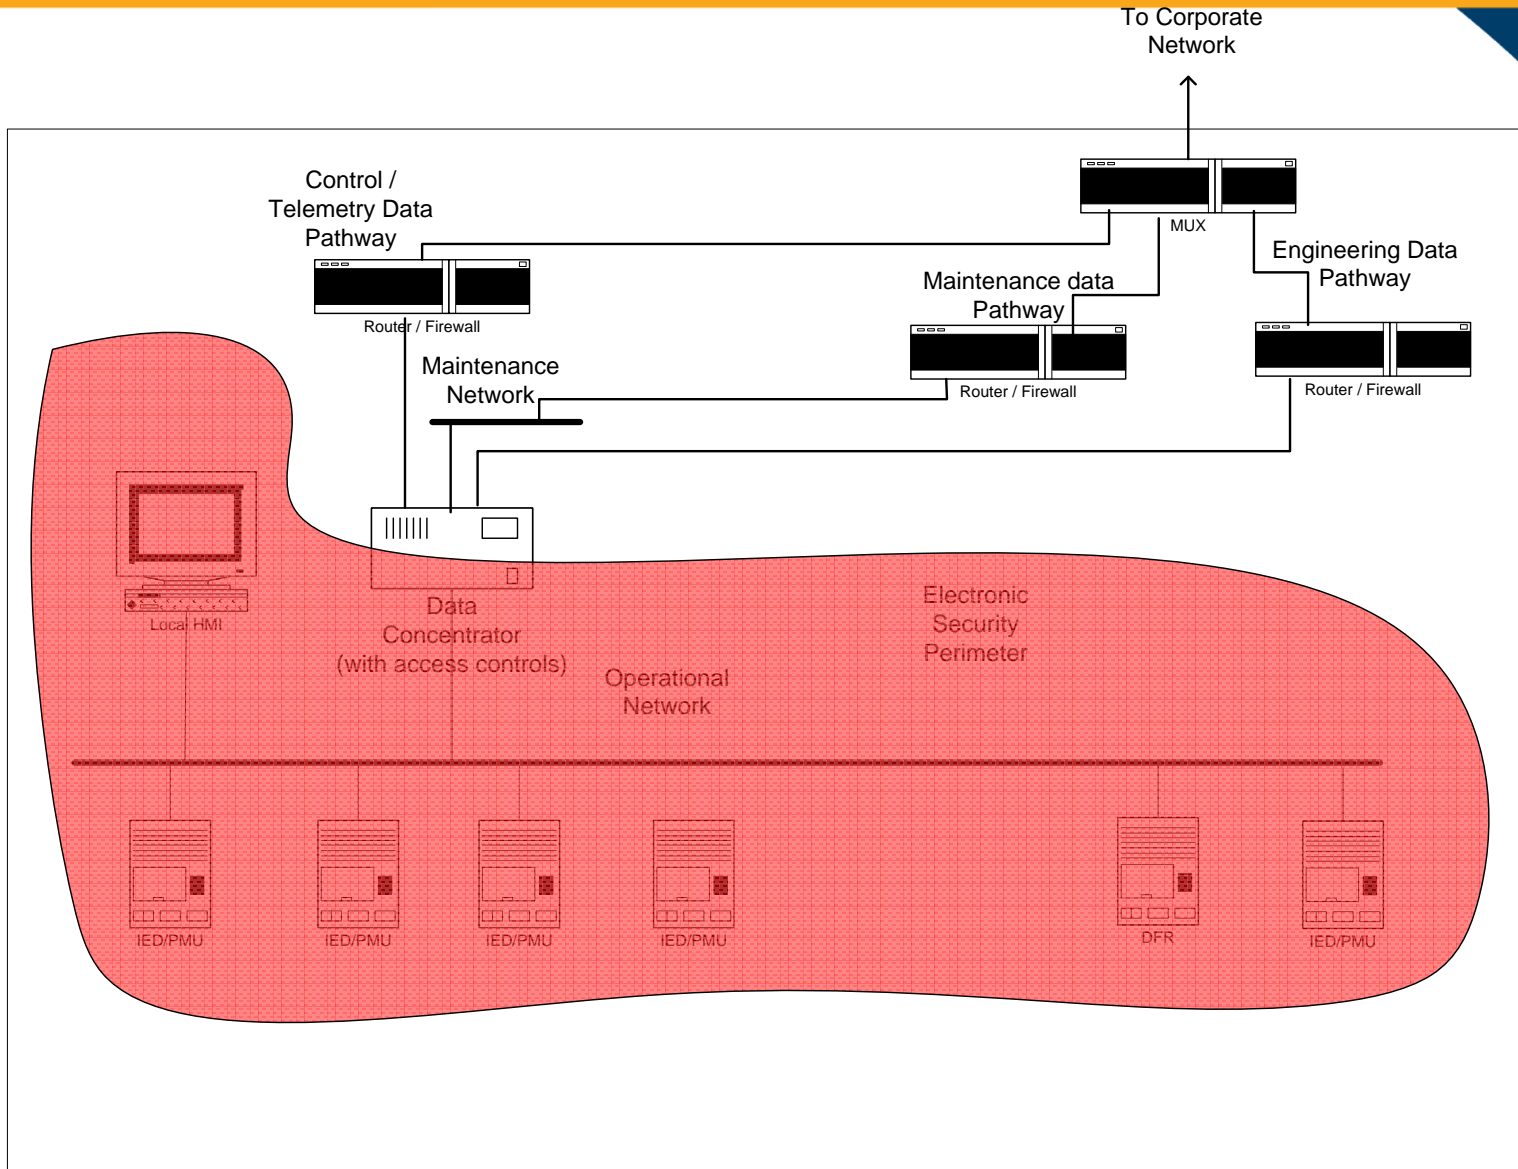 To Corporate
Network
Control /
Telemetry Data
Pathway
MUX
Engineering Data
Pathway
Maintenance data
Pathway
Router / Firewall
Maintenance
Network
Router / Firewall
Router / Firewall
Local HMI
Data
Concentrator
(with access controls)
Electronic
Security
Perimeter
Operational
Network
IED/PMU
IED/PMU
IED/PMU
IED/PMU
DFR
IED/PMU